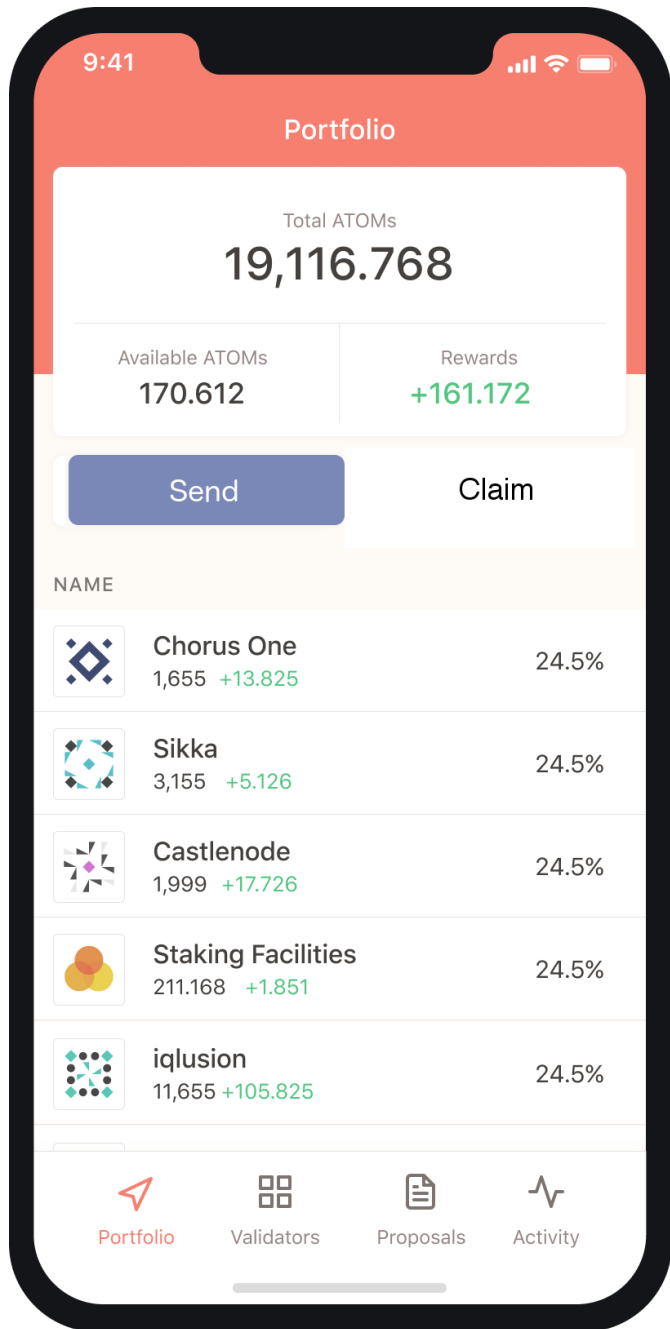 9:41
Portfolio
Total ATOMs
19,116.768
Available ATOMs Rewards
170.612 +161.172
Send Claim
NAME
Chorus One
1,655 +13.825
24.5%
Sikka
3,155 +5.126
24.5%
Castlenode
1,999 +17.726
24.5%
Staking Facilities
211.168 +1.851
24.5%
iqlusion
11,655 +105.825
24.5%
Portfolio Validators Proposals Activity